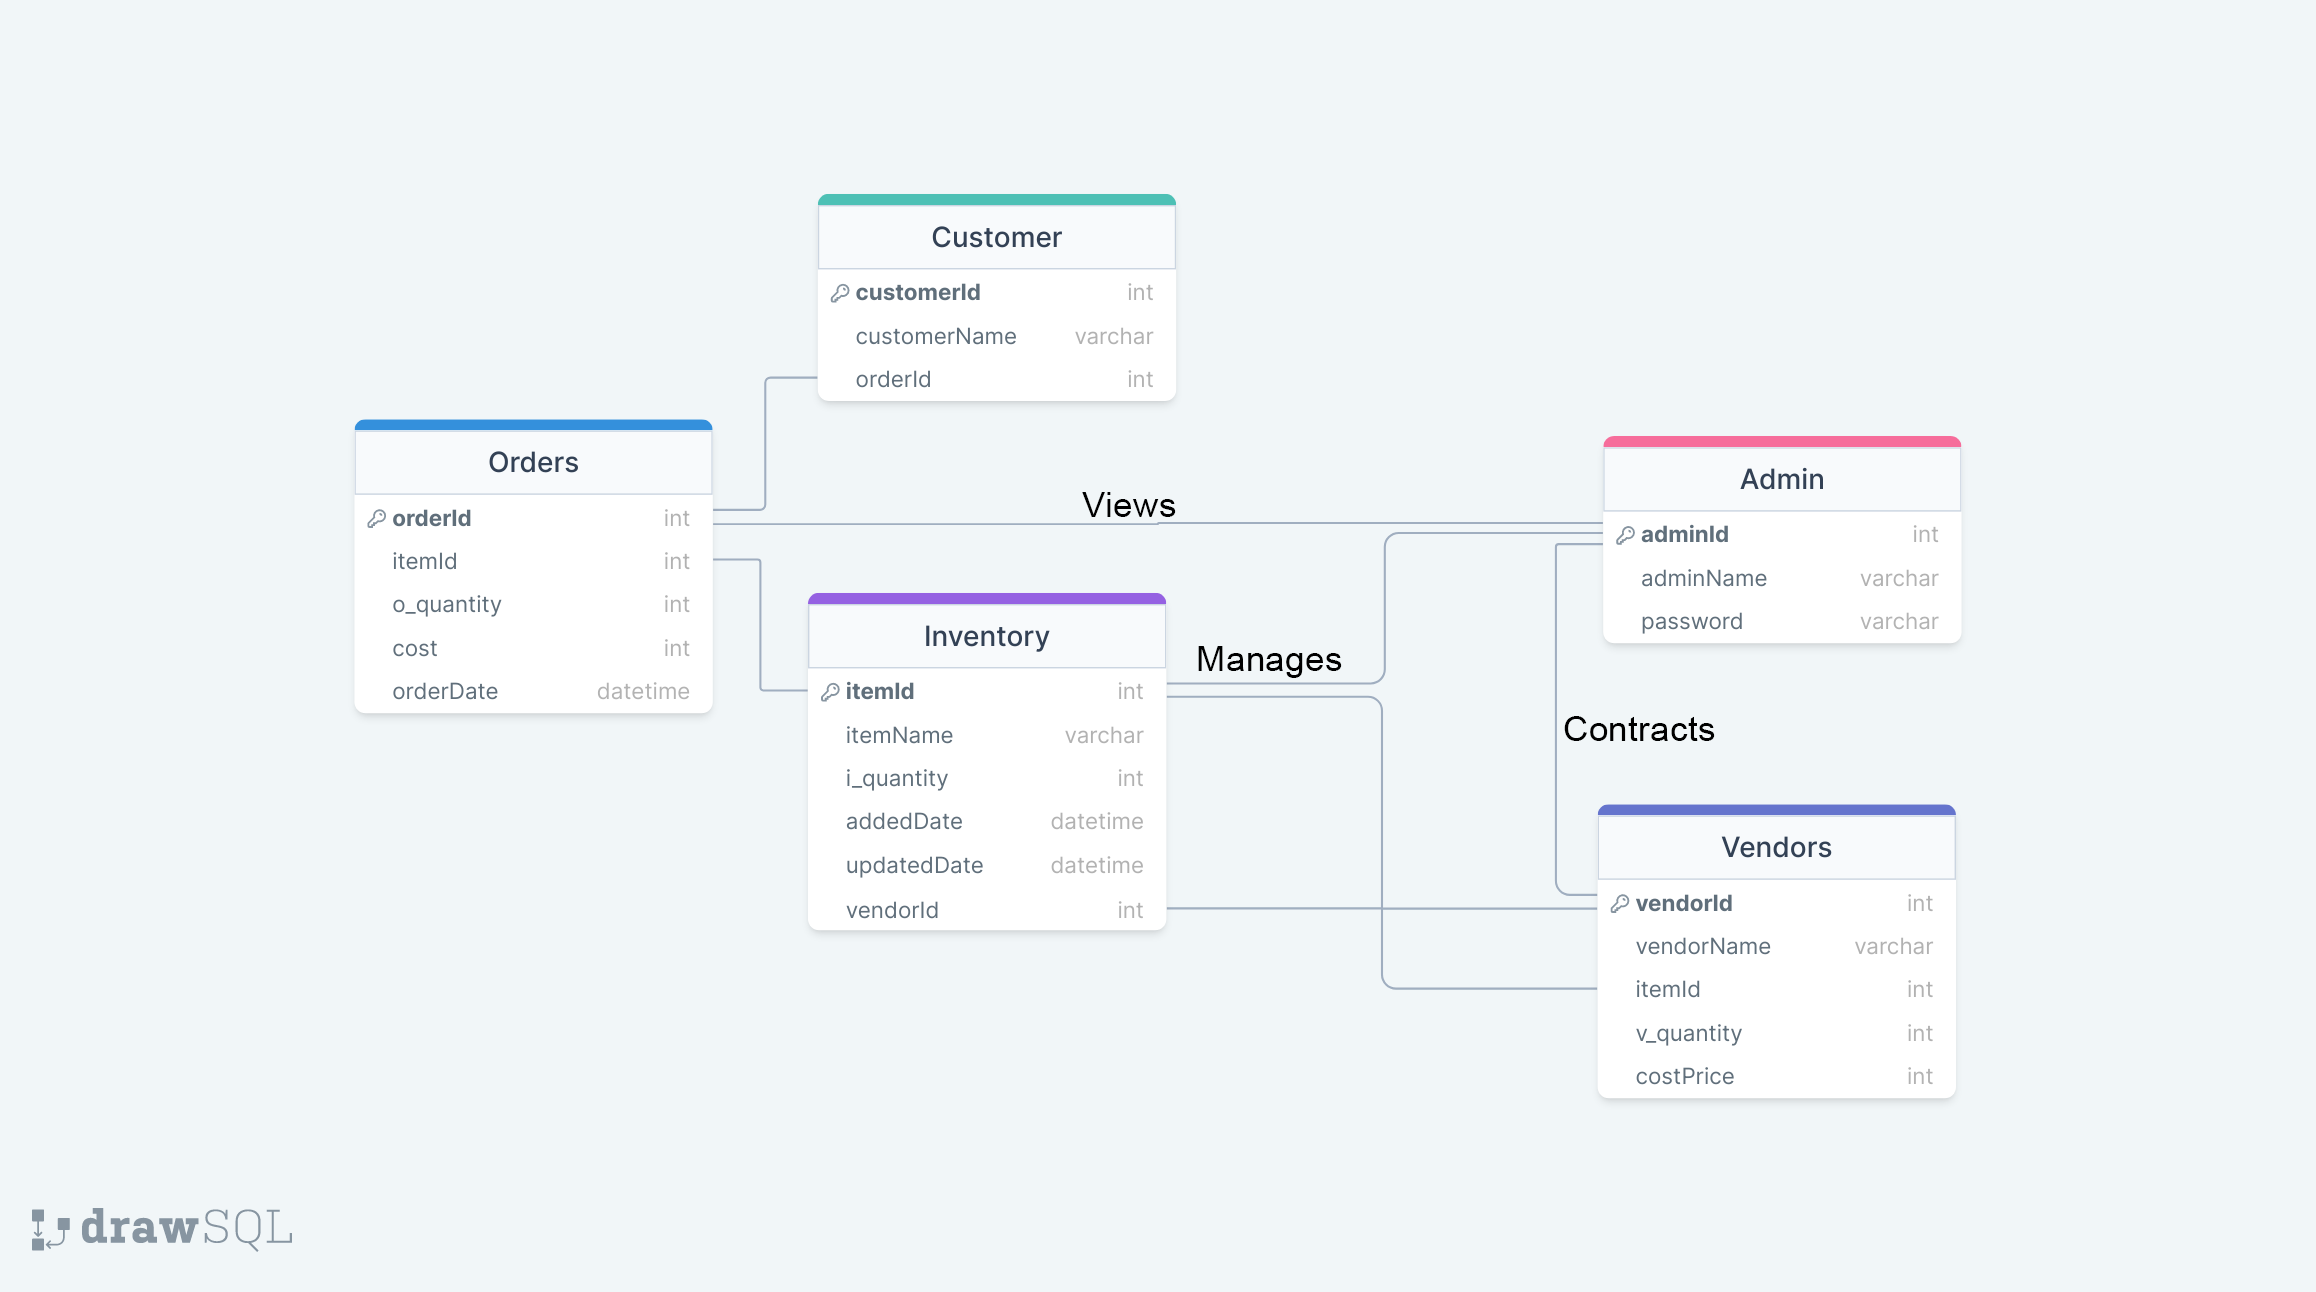 Customer
customerId int
customerName varchar
orderId int
Orders
orderId int
itemId int
o_quantity int
cost int
orderDate datetime
Views
Admin
adminId int
adminName varchar
password varchar
Inventory
itemId int
itemName varchar
i_quantity int
addedDate datetime
updatedDate datetime
vendorId int
Manages
Contracts
Vendors
vendorId int
vendorName varchar
itemId int
v_quantity int
costPrice int
drawSQL